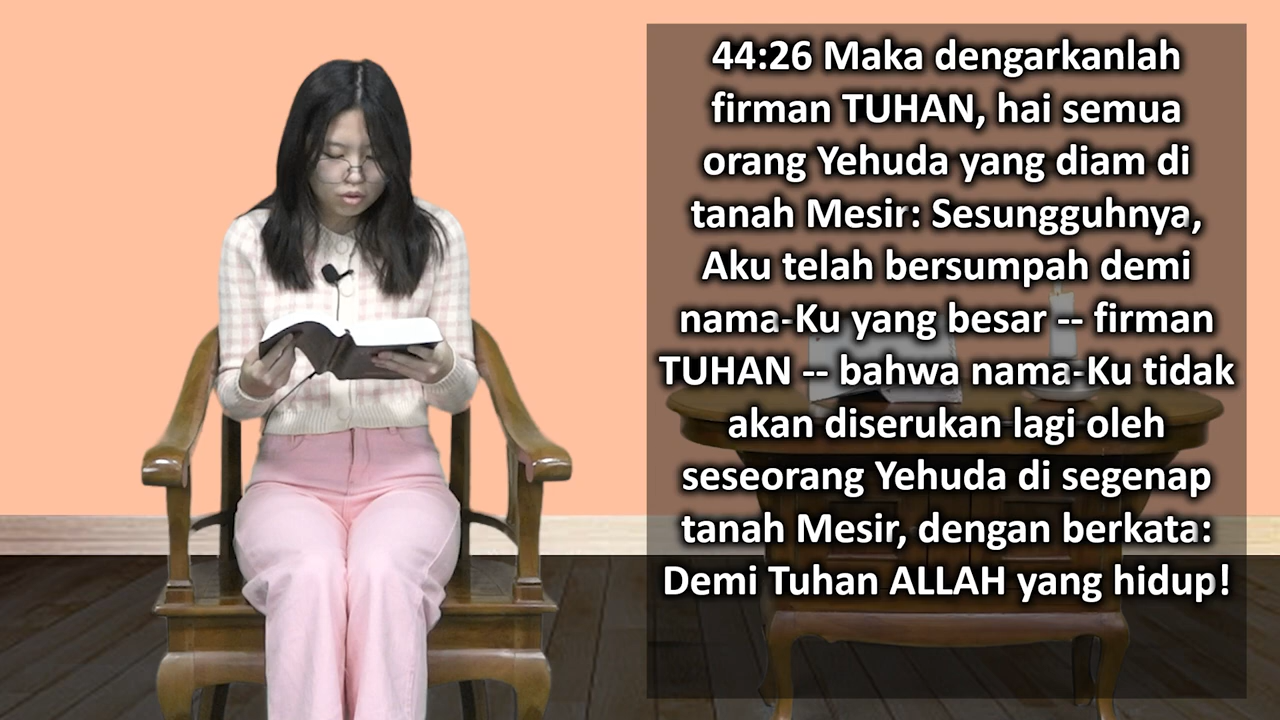 44:26 Maka dengarkanlah
firman TUHAN, hai semua
orang Yehuda yang diam di
tanah Mesir: Sesungguhnya,
Aku telah bersumpah demi
nama-Ku yang besar -- firman
TUHAN -- bahwa nama-Ku tidak
akan diserukan lagi oleh
seseorang Yehuda di segenap
tanah Mesir, dengan berkata:
Demi Tuhan ALLAH yang hidup!